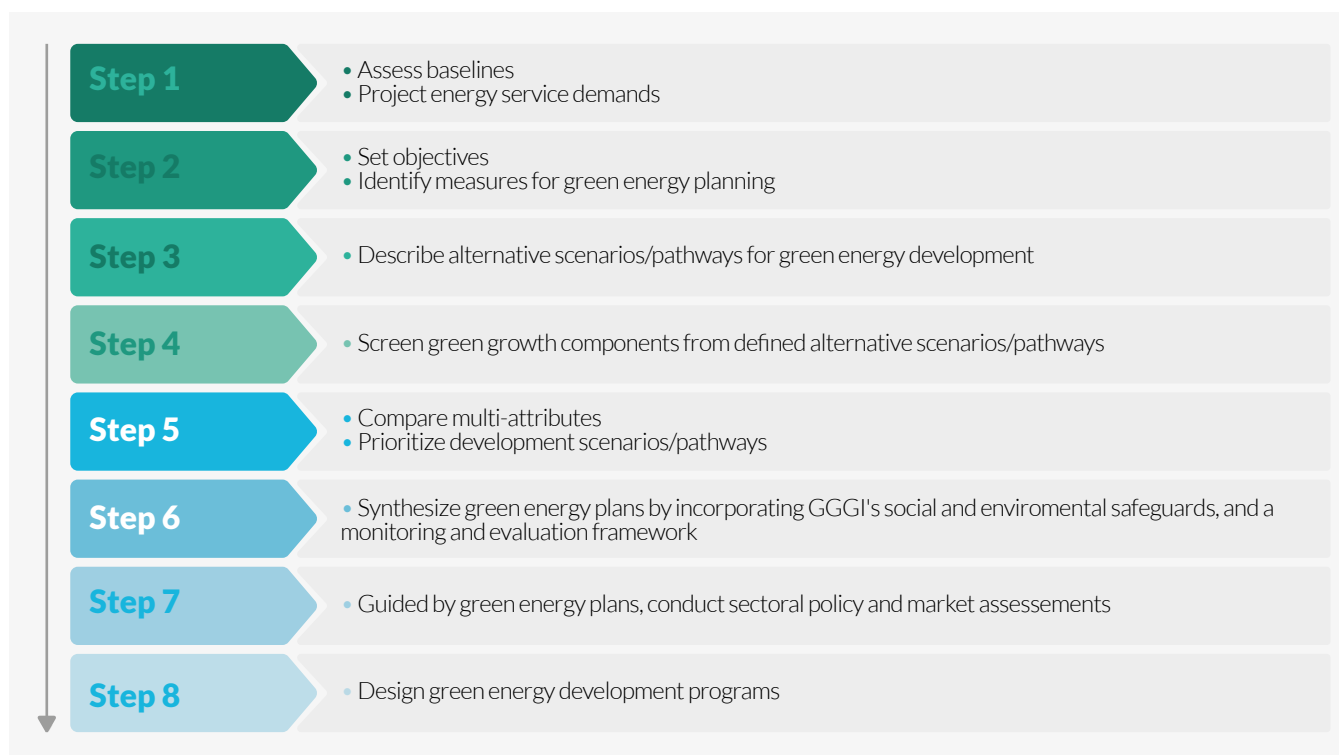 Step 1
• Assess baselines
• Project energy service demands
Step 2
• Set objectives
• Identify measures for green energy planning
Step 3
• Describe alternative scenarios/pathways for green energy development
Step 4
• Screen green growth components from defined alternative scenarios/pathways
Step 5
• Compare multi-attributes
• Prioritize development scenarios/pathways
Step 6
• Synthesize green energy plans by incorporating GGGI's social and enviromental safeguards, and a
monitoring and evaluation framework
Step 7
• Guided by green energy plans, conduct sectoral policy and market assessements
Step 8
• Design green energy development programs